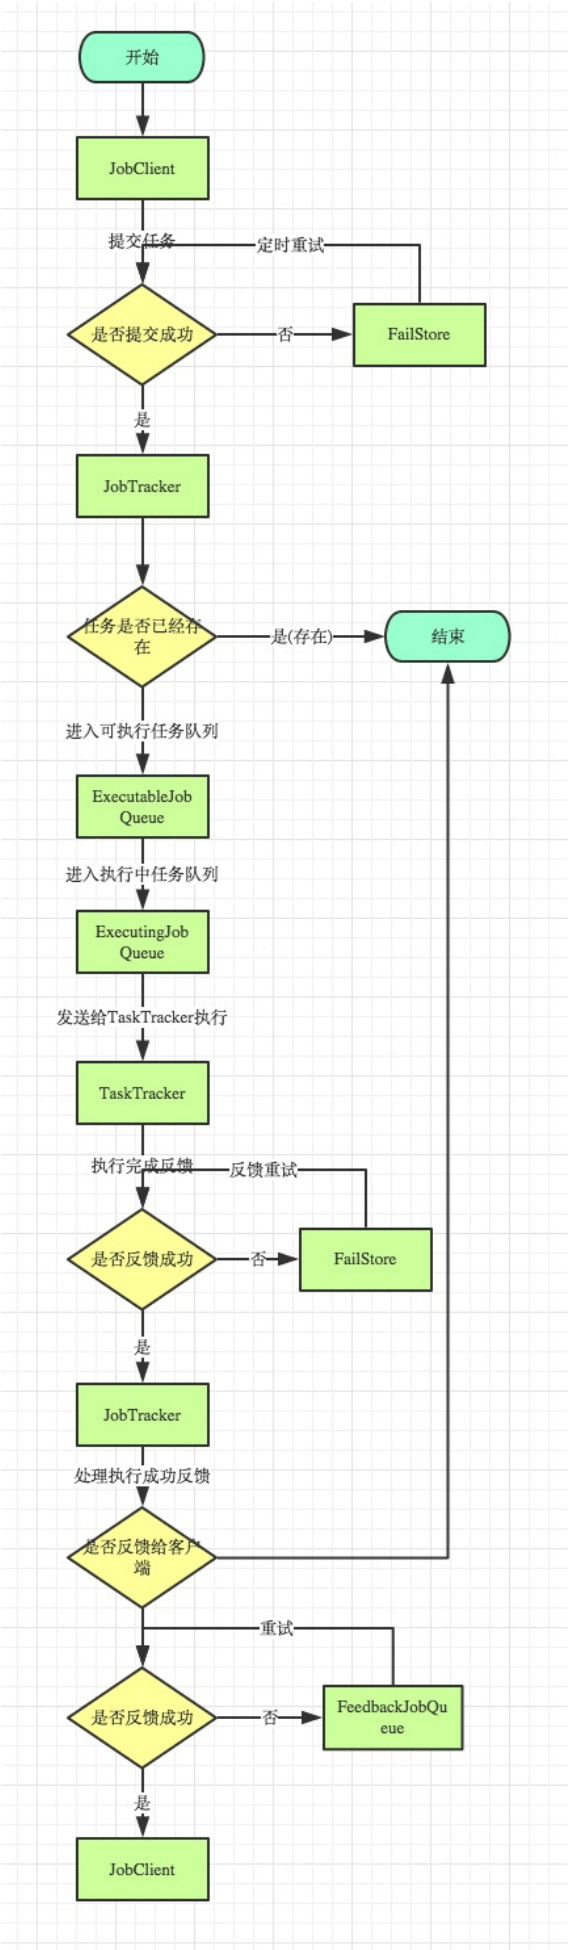 开始
JobClient
提交任务
定时重试
是否提交成功
否
FailStore
是
JobTracker
任务是否已经存
在
是(存在)
结束
进入可执行任务队列
ExecutableJob
Queue
进入执行中任务队列
ExecutingJob
Queue
发送给TaskTracker执行
TaskTracker
执行完成反馈
反馈重试
是否反馈成功
否
FailStore
是
JobTracker
处理执行成功反馈
是否反馈给客户
端
重试
是否反馈成功
否
FeedbackJobQu
eue
是
JobClient